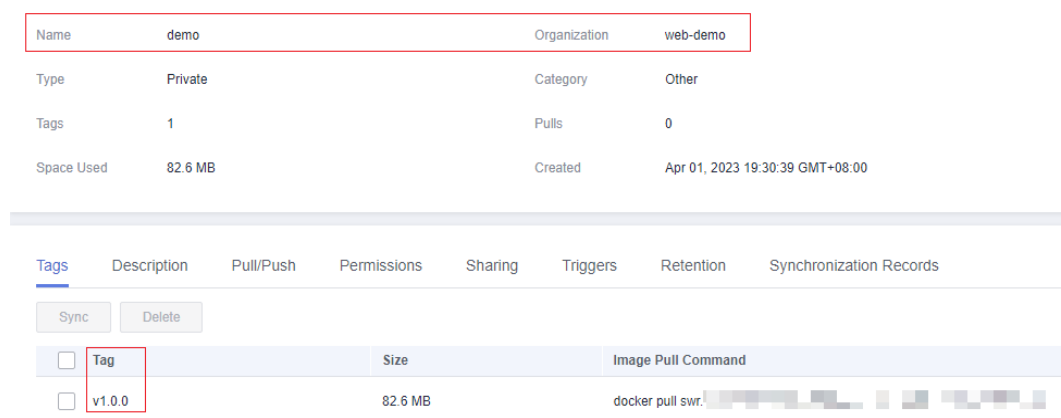 Name demo Organization web-demo
Type Private Category Other
Tags 1 Pulls 0
Space Used 82.6 MB Created Apr 01, 2023 19:30:39 GMT+08:00
Tags Description Pull/Push Permissions Sharing Triggers Retention Synchronization Records
Sync Delete
Tag Size Image Pull Command
v1.0.0 82.6 MB docker pull swr.